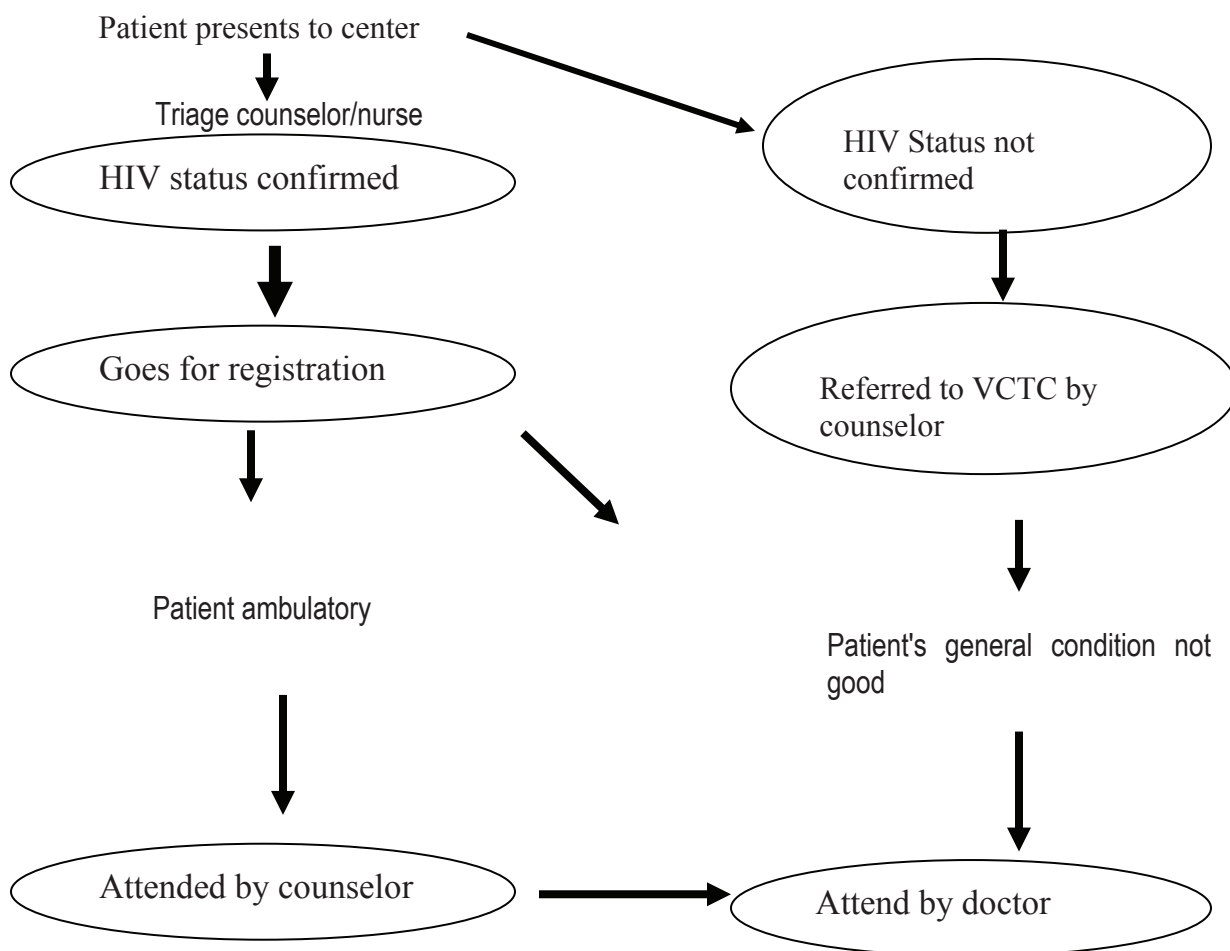 Patient presents to center
Triage counselor/nurse
HIV status confirmed
HIV Status not
confirmed
Goes for registration
Referred to VCTC by
counselor
Patient ambulatory
Patient's general condition not
good
Attended by counselor
Attend by doctor